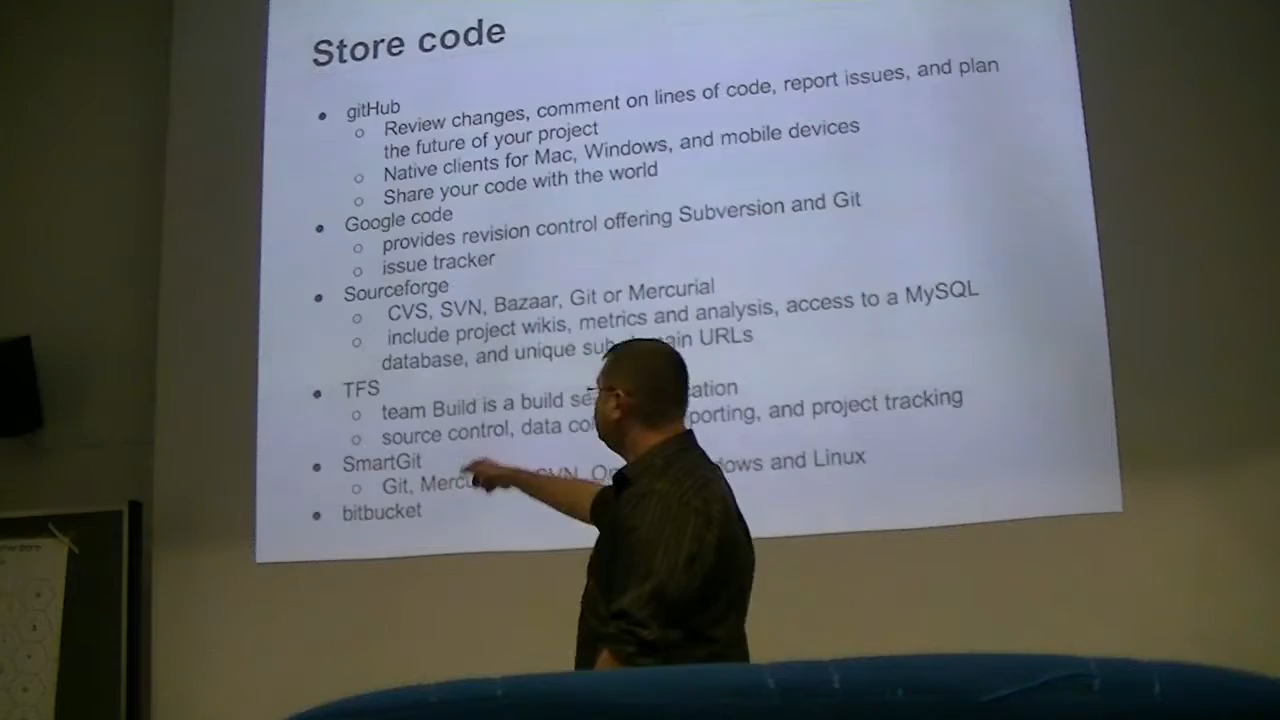 Store code
gitHub
Review changes, comment on lines of code, report issues, and plan
the future of your project
Native clients for Mac, Windows, and mobile devices
Share your code with the world
Google code
provides revision control offering Subversion and Git
issue tracker
Sourceforge
CVS, SVN, Bazaar, Git or Mercurial
include project wikis, metrics and analysis, access to a MySQL
database, and unique URLs
TFS
team Build is a build
source control, data and project tracking
SmartGit
Git, SVN, and Linux
bitbucket